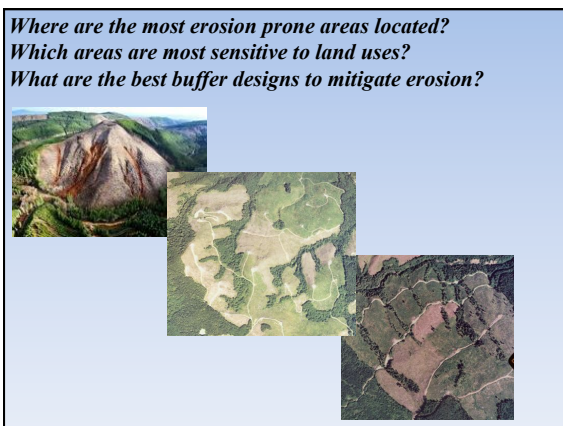 Where are the most erosion prone areas located?
Which areas are most sensitive to land uses?
What are the best buffer designs to mitigate erosion?